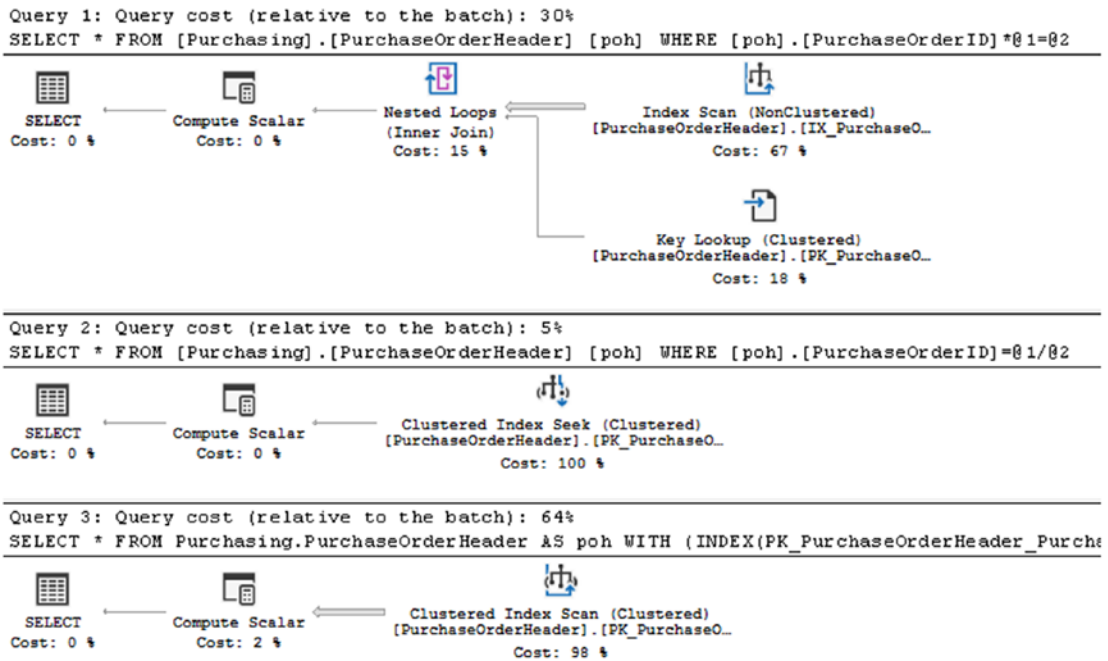 Query 1: Query cost (relative to the batch): 30%
SELECT * FROM [Purchasing].[PurchaseOrderHeader] [poh] WHERE [poh].[PurchaseOrderID]*@1=@2
SELECT
Cost: 0 %
Compute Scalar
Cost: 0 %
Nested Loops
(Inner Join)
Cost: 15 %
Index Scan (NonClustered)
[PurchaseOrderHeader].[IX_PurchaseO…
Cost: 67 %
Key Lookup (Clustered)
[PurchaseOrderHeader].[PK_PurchaseO…
Cost: 18 %
Query 2: Query cost (relative to the batch): 5%
SELECT * FROM [Purchasing].[PurchaseOrderHeader] [poh] WHERE [poh].[PurchaseOrderID]=@1/@2
SELECT
Cost: 0 %
Compute Scalar
Cost: 0 %
Clustered Index Seek (Clustered)
[PurchaseOrderHeader].[PK_PurchaseO…
Cost: 100 %
Query 3: Query cost (relative to the batch): 64%
SELECT * FROM Purchasing.PurchaseOrderHeader AS poh WITH (INDEX(PK_PurchaseOrderHeader_Purcha
SELECT
Cost: 0 %
Compute Scalar
Cost: 2 %
Clustered Index Scan (Clustered)
[PurchaseOrderHeader].[PK_PurchaseO…
Cost: 98 %